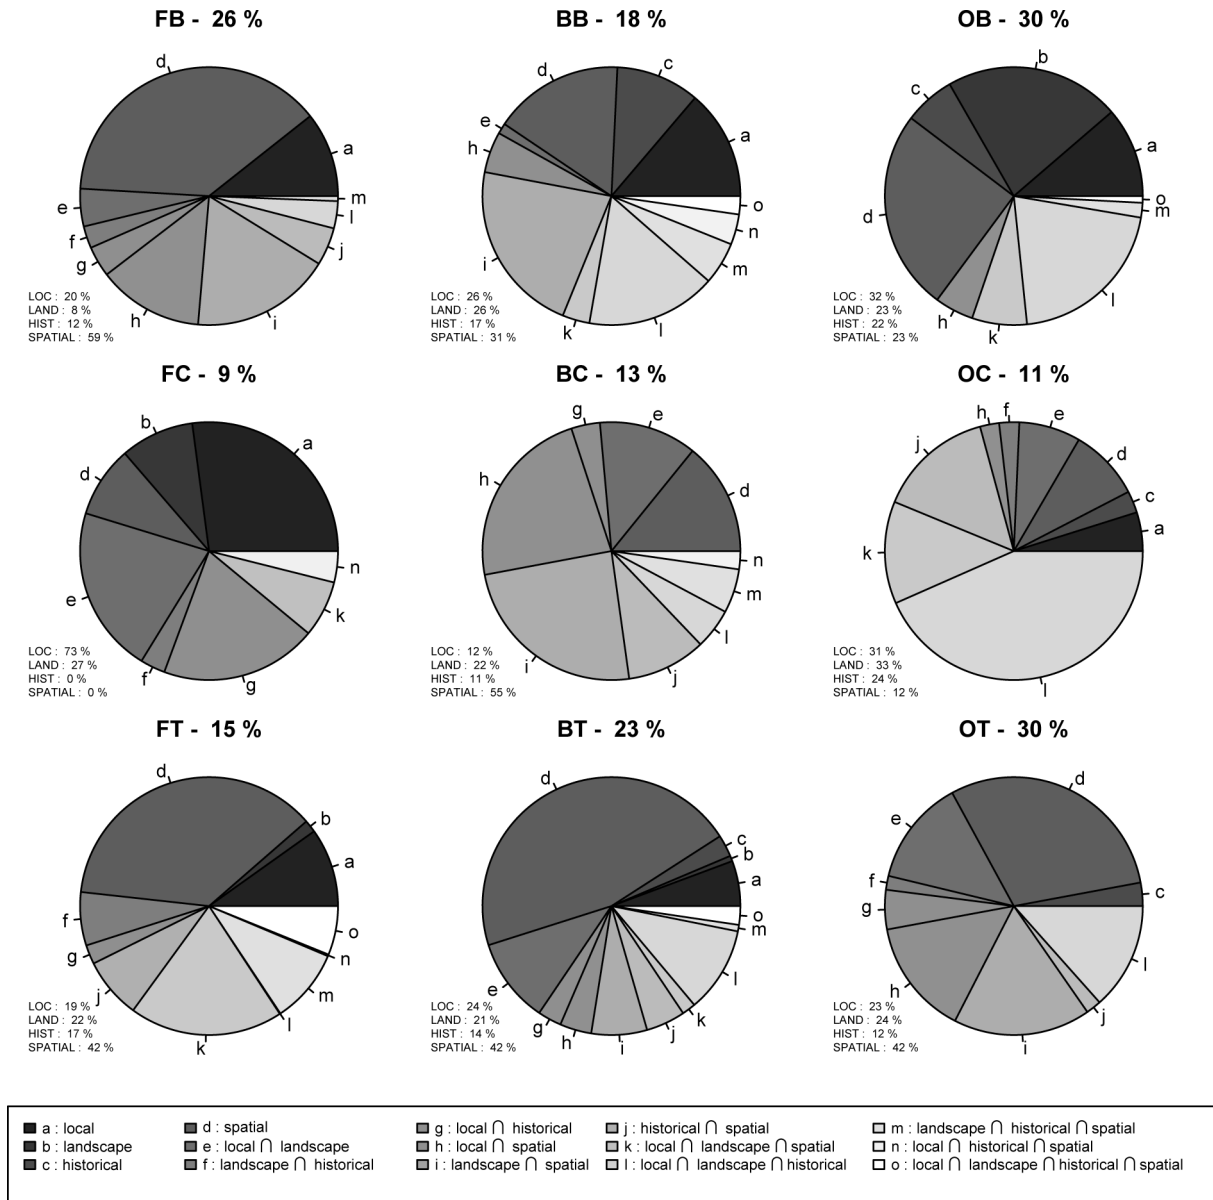 FB - 26 %
BB - 18 %
OB - 30 %
d
a
e
f
g
h
i
j
l
m
LOC : 20 %
LAND : 8 %
HIST : 12 %
SPATIAL : 59 %
d
c
a
e
h
i
k
l
m
n
o
LOC : 26 %
LAND : 26 %
HIST : 17 %
SPATIAL : 31 %
b
c
a
d
h
k
l
m
o
LOC : 32 %
LAND : 23 %
HIST : 22 %
SPATIAL : 23 %
FC - 9 %
BC - 13 %
OC - 11 %
b
a
d
e
f
g
k
n
LOC : 73 %
LAND : 27 %
HIST : 0 %
SPATIAL : 0 %
g
e
h
d
i
j
l
m
n
LOC : 12 %
LAND : 22 %
HIST : 11 %
SPATIAL : 55 %
h
f
e
j
d
c
a
k
l
LOC : 31 %
LAND : 33 %
HIST : 24 %
SPATIAL : 12 %
FT - 15 %
BT - 23 %
OT - 30 %
d
b
a
f
g
j
k
l
m
n
o
LOC : 19 %
LAND : 22 %
HIST : 17 %
SPATIAL : 42 %
d
c
b
a
e
g
h
i
j
k
l
m
o
LOC : 24 %
LAND : 21 %
HIST : 14 %
SPATIAL : 42 %
d
e
c
f
g
h
i
j
l
LOC : 23 %
LAND : 24 %
HIST : 12 %
SPATIAL : 42 %
a : local
b : landscape
c : historical
d : spatial
e : local ∩ landscape
f : landscape ∩ historical
g : local ∩ historical
h : local ∩ spatial
i : landscape ∩ spatial
j : historical ∩ spatial
k : local ∩ landscape ∩ spatial
l : local ∩ landscape ∩ historical
m : landscape ∩ historical ∩ spatial
n : local ∩ historical ∩ spatial
o : local ∩ landscape ∩ historical ∩ spatial